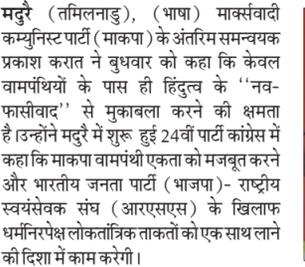 मदुरै (तमिलनाडु), (भाषा) मार्क्सवादी
कम्युनिस्ट पार्टी (माकपा) के अंतरिम समन्वयक
प्रकाश करात ने बुधवार को कहा कि केवल
वामपंथियों के पास ही हिंदुत्व के ‘‘नव-
फासीवाद’’ से मुकाबला करने की क्षमता
है।उन्होंने मदुरै में शुरू हुई 24वीं पार्टी कांग्रेस में
कहा कि माकपा वामपंथी एकता को मजबूत करने
और भारतीय जनता पार्टी (भाजपा)- राष्ट्रीय
स्वयंसेवक संघ (आरएसएस) के खिलाफ
धर्मनिरपेक्ष लोकतांत्रिक ताकतों को एक साथ लाने
की दिशा में काम करेगी।